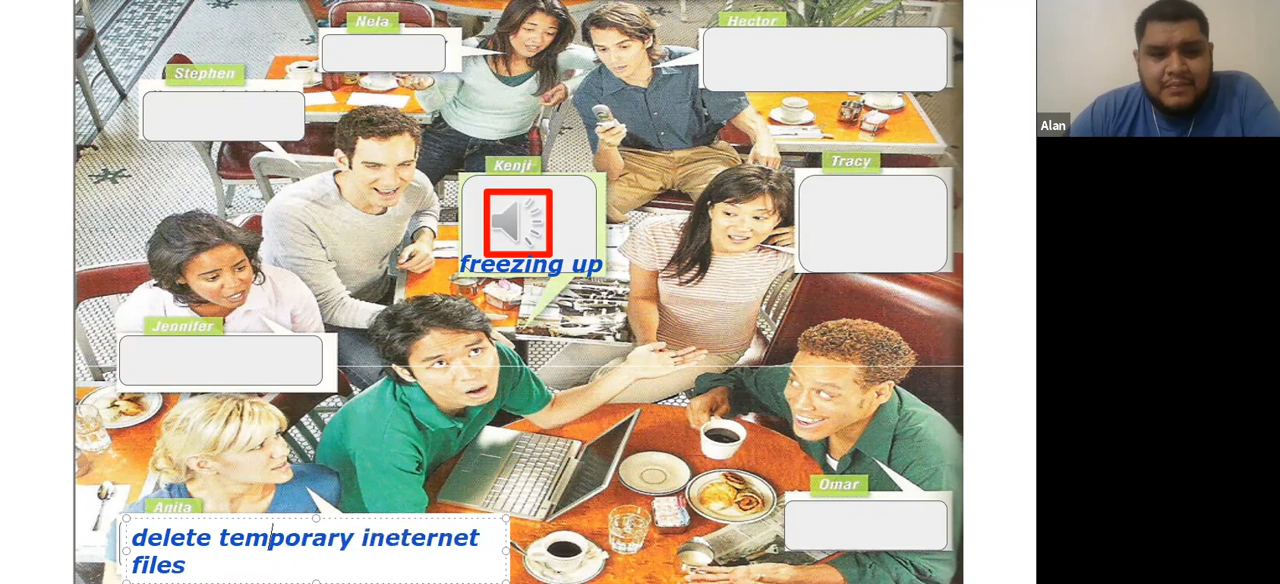 Nela
Hector
Stephen
Kenji
Tracy
freezing up
Jennifer
Omar
Anita
delete temporary ineternet
files
Alan